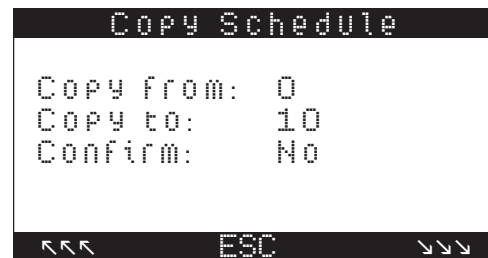 Copy Schedule
Copy from: 0
Copy to: 10
Confirm: No
↖↖↖ ESC ↘↘↘